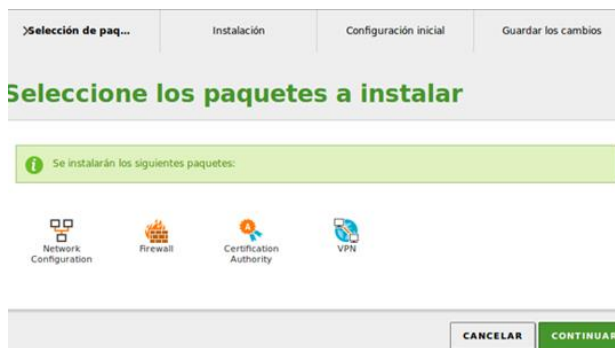 Selección de paq...
Instalación
Configuración inicial
Guardar los cambios
Seleccione los paquetes a instalar
Se instalarán los siguientes paquetes:
Network
Configuration
Firewall
Certification
Authority
VPN
CANCELAR
CONTINUAR